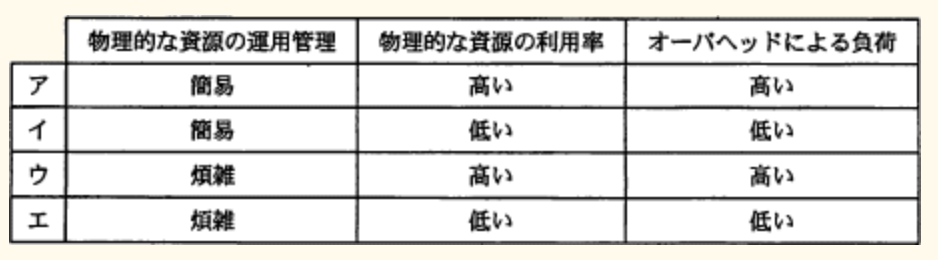 物理的な資源の運用管理 物理的な資源の利用率 オーバヘッドによる負荷
ア 簡易 高い 高い
イ 簡易 低い 低い
ウ 煩雑 高い 高い
エ 煩雑 低い 低い